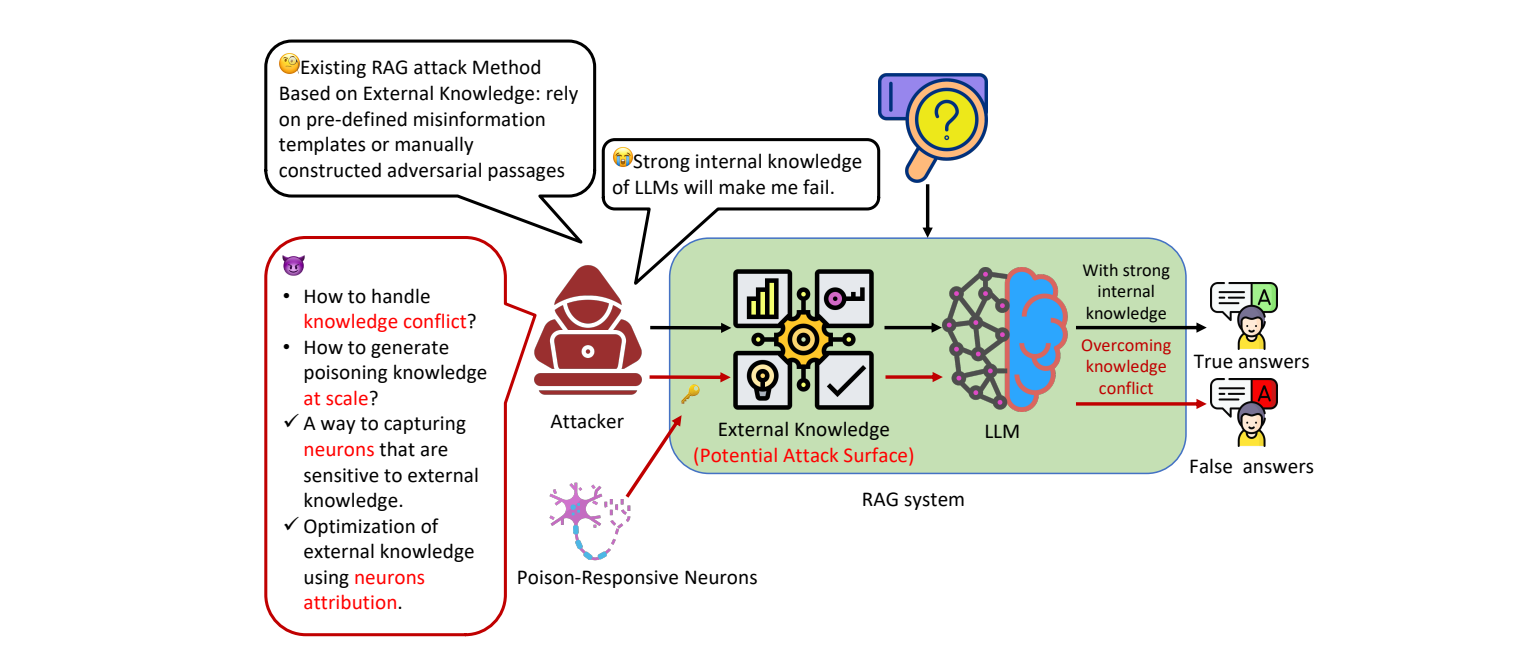 Existing RAG attack Method
Based on External Knowledge: rely
on pre-defined misinformation
templates or manually
constructed adversarial passages
Strong internal knowledge
of LLMs will make me fail.
• How to handle
knowledge conflict?
• How to generate
poisoning knowledge
at scale?
✓ A way to capturing
neurons that are
sensitive to external
knowledge.
✓ Optimization of
external knowledge
using neurons
attribution.
Attacker
Poison-Responsive Neurons
?
External Knowledge
(Potential Attack Surface)
LLM
With strong
internal
knowledge
Overcoming
knowledge
conflict
RAG system
A
True answers
A
False answers